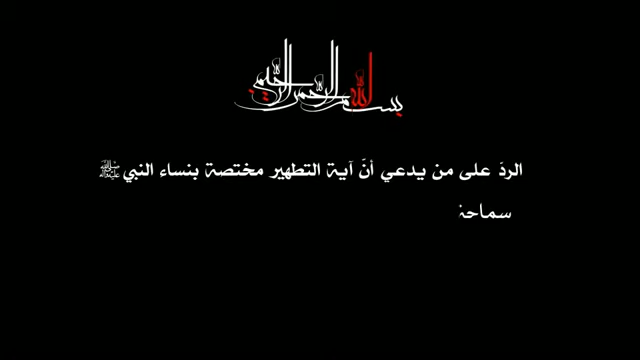 بسم الله الرحمن الرحيم
الردّ على من يدعي أنّ آية التطهير مختصة بنساء النبي ﷺ
سماحة